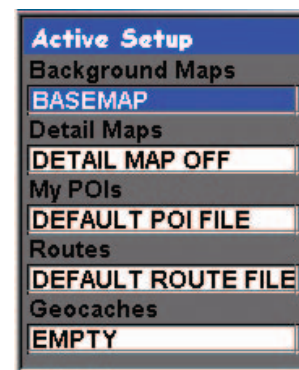 Active Setup
Background Maps
BASEMAP
Detail Maps
DETAIL MAP OFF
My POIs
DEFAULT POI FILE
Routes
DEFAULT ROUTE FILE
Geocaches
EMPTY